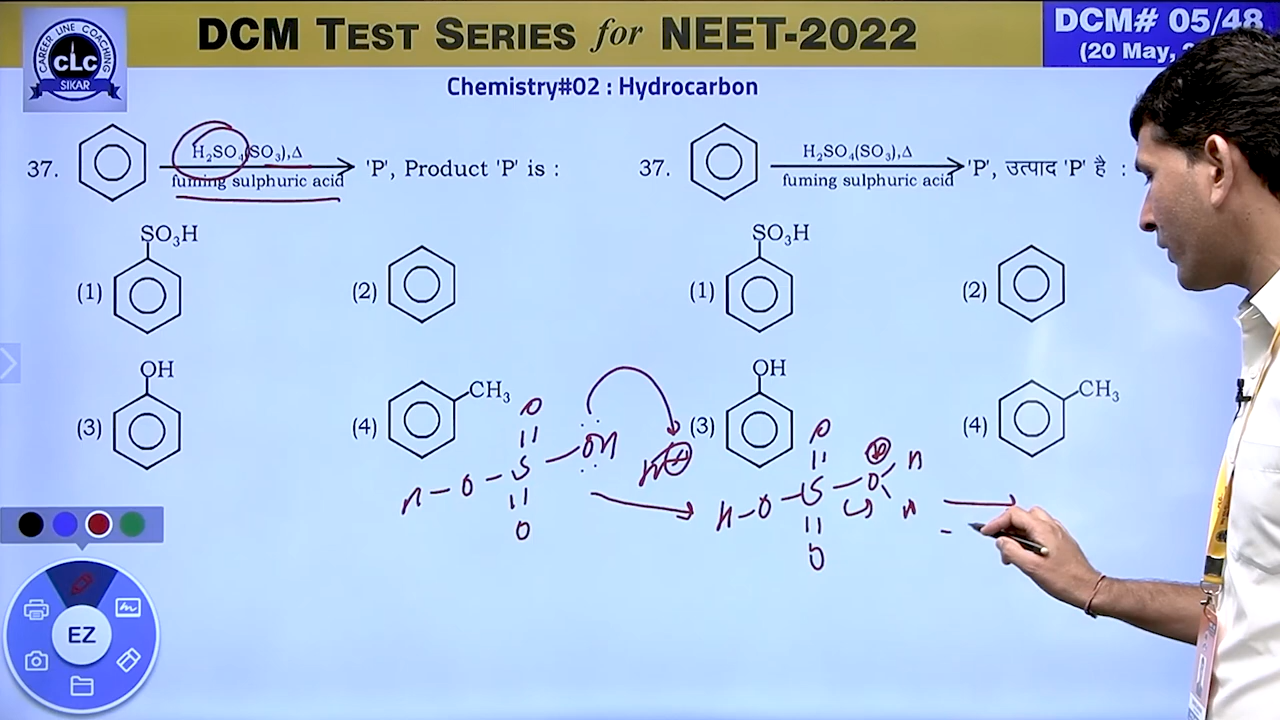 CAREER LINE COACHING
CLC
SIKAR
DCM TEST SERIES for NEET-2022
DCM# 05/48
(20 May, 2
Chemistry#02 : Hydrocarbon
37.
H2SO4(SO3),Δ
fuming sulphuric acid
'P', Product 'P' is :
(1)
SO3H
(2)
(3)
OH
(4)
CH3
37.
H2SO4(SO3),Δ
fuming sulphuric acid
'P', उत्पाद 'P' है :
(1)
SO3H
(2)
(3)
OH
(4)
CH3
O
H – O – S – OH
O
H⊕
O
H – O – S – O
⊕
H
H
O
EZ